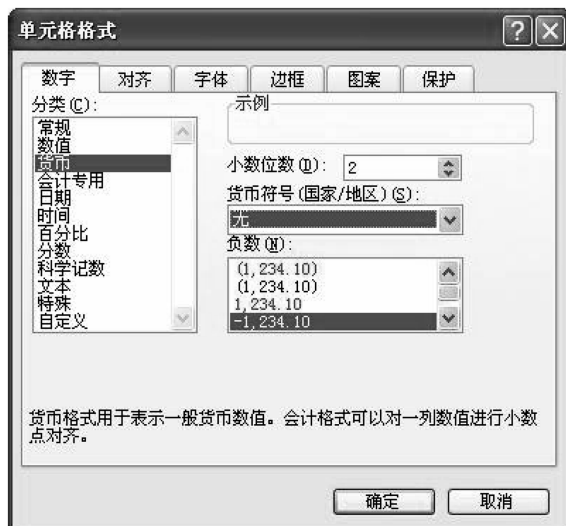 单元格格式
数字 对齐 字体 边框 图案 保护
分类(C):
常规
数值
货币
会计专用
日期
时间
百分比
分数
科学记数
文本
特殊
自定义
示例
小数位数(D): 2
货币符号(国家/地区)(S):
无
负数(N):
(1,234.10)
(1,234.10)
1,234.10
-1,234.10
货币格式用于表示一般货币数值。会计格式可以对一列数值进行小数
点对齐。
确定 取消